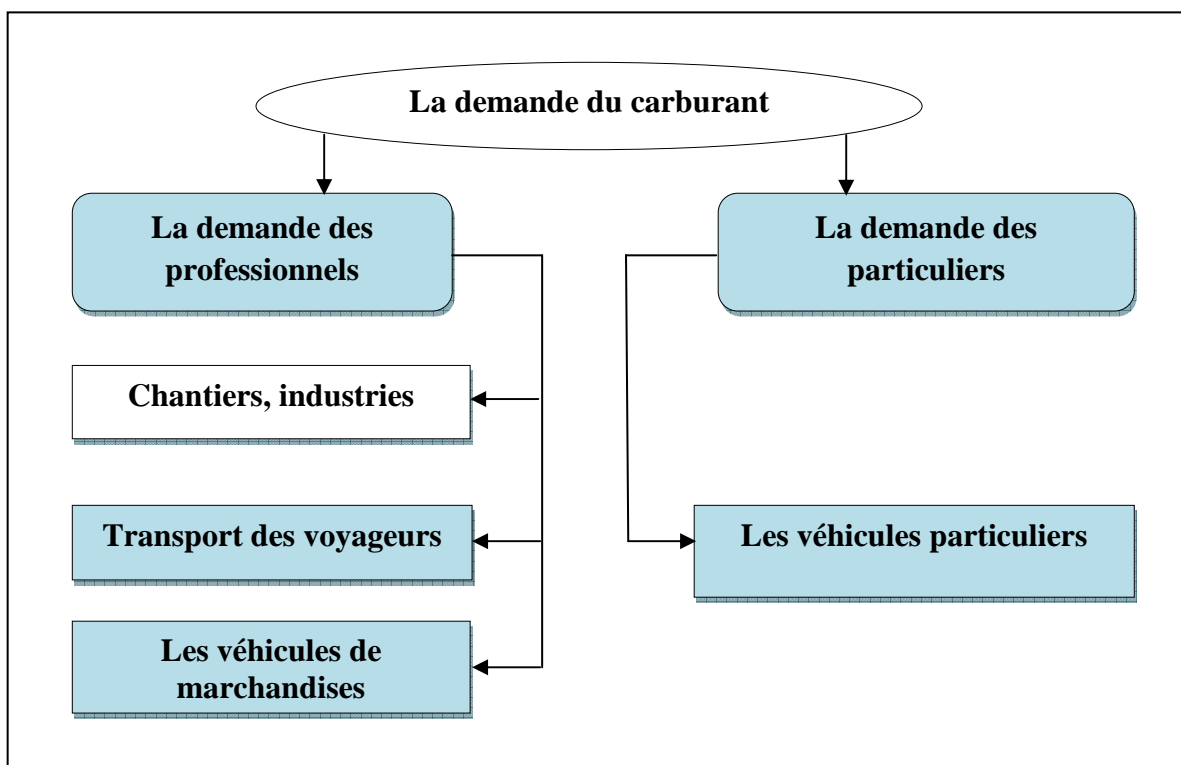 La demande du carburant
La demande des
professionnels
La demande des
particuliers
Chantiers, industries
Transport des voyageurs
Les véhicules particuliers
Les véhicules de
marchandises